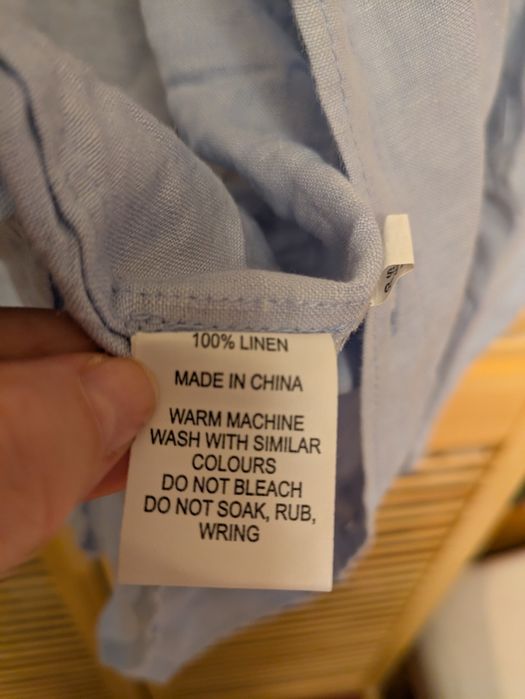 100% LINEN
MADE IN CHINA
WARM MACHINE
WASH WITH SIMILAR
COLOURS
DO NOT BLEACH
DO NOT SOAK, RUB,
WRING